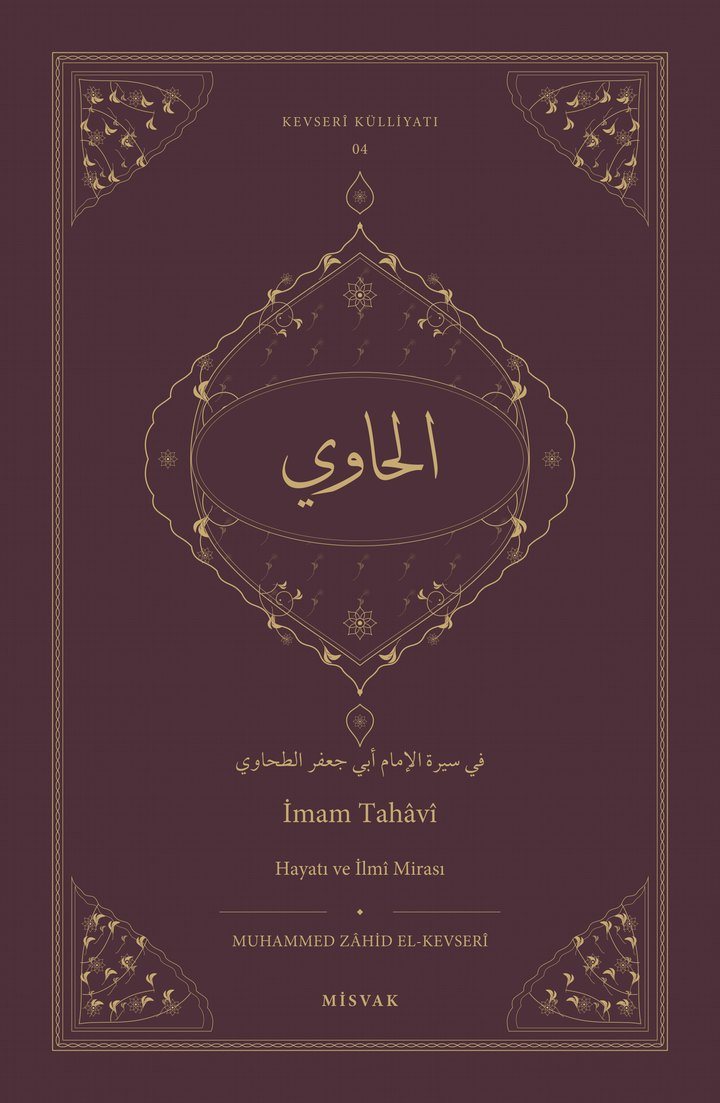 KEVSERÎ KÜLLİYATI
04
الحاوي
في سيرة الإمام أبي جعفر الطحاوي
İmam Tahâvî
Hayatı ve İlmî Mirası
MUHAMMED ZÂHİD EL-KEVSERÎ
MİSVAK